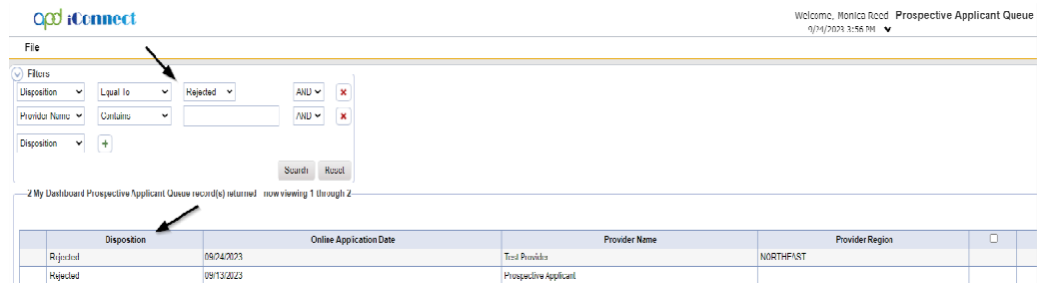 apd iConnect
Welcome, Monica Reed Prospective Applicant Queue
9/24/2023 3:56 PM
File
Filters
Disposition Equal To Rejected AND
Provider Name Contains AND
Disposition
Search Reset
2 My Dashboard Prospective Applicant Queue record(s) returned now viewing 1 through 2
Disposition Online Application Date Provider Name Provider Region
Rejected 09/24/2023 Test Provider NORTHEAST
Rejected 09/13/2023 Prospective Applicant